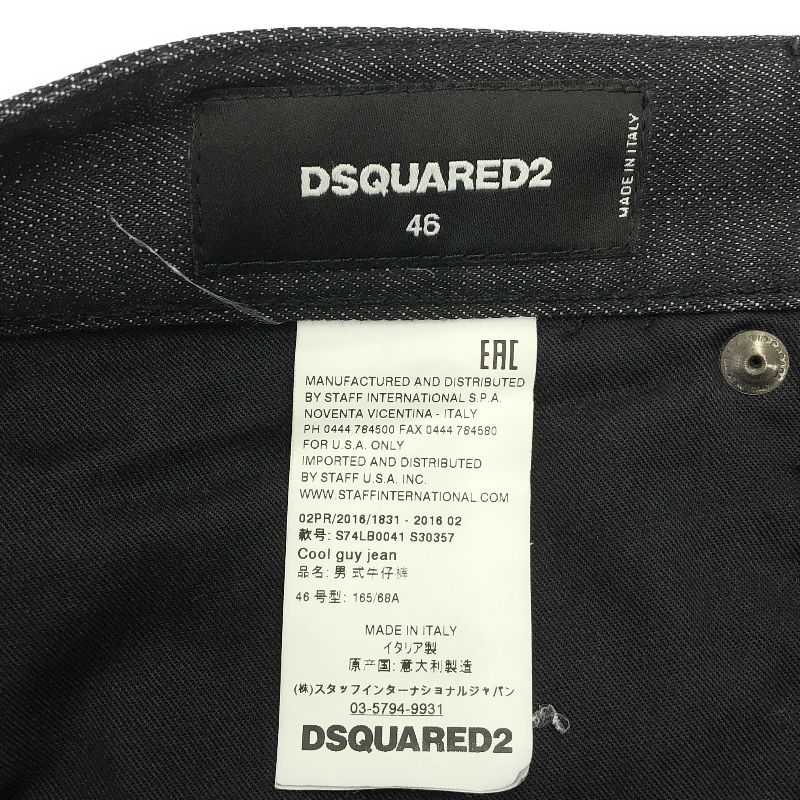 DSQUARED2
46
MADE IN ITALY
EAC
MANUFACTURED AND DISTRIBUTED
BY STAFF INTERNATIONAL S.P.A.
NOVENTA VICENTINA - ITALY
PH 0444 784500 FAX 0444 784580
FOR U.S.A. ONLY
IMPORTED AND DISTRIBUTED
BY STAFF U.S.A. INC.
WWW.STAFFINTERNATIONAL.COM
02PR/2016/1831 - 2016 02
款号: S74LB0041 S30357
Cool guy jean
品名: 男 式牛仔裤
46 号型: 165/68A
MADE IN ITALY
イタリア製
原产国: 意大利製造
(株)スタッフインターナショナルジャパン
03-5794-9931
DSQUARED2